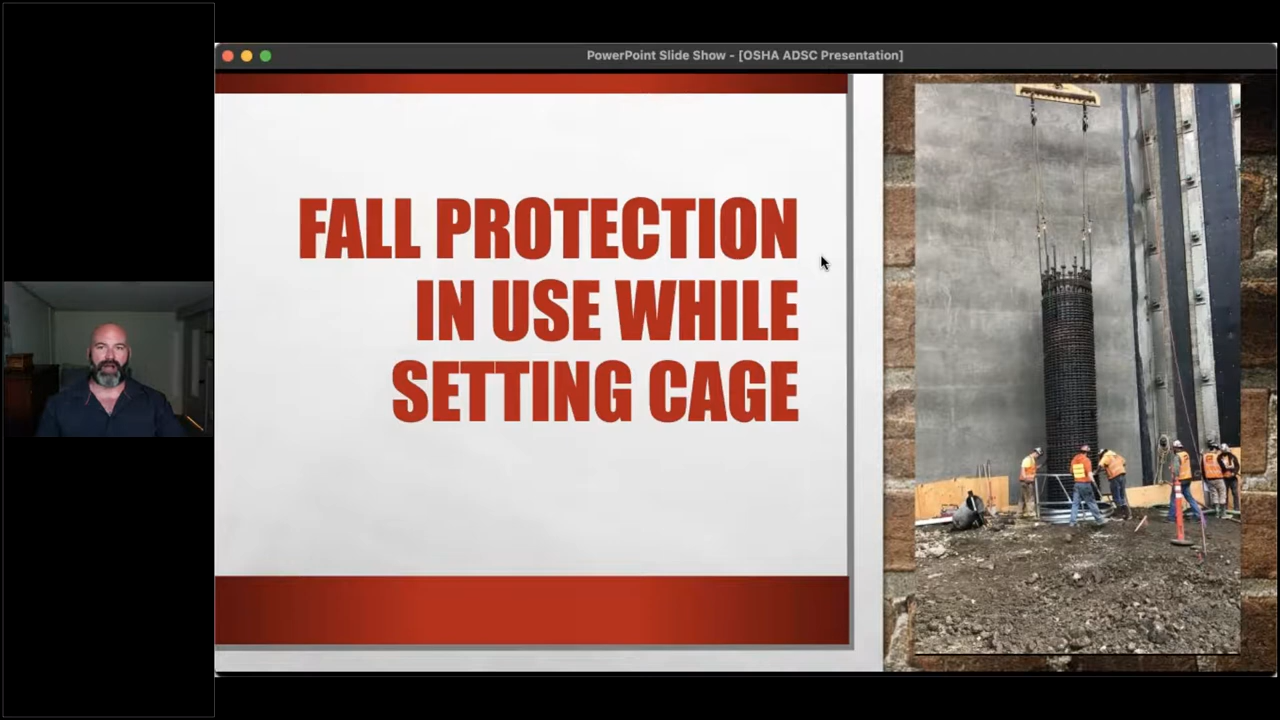 PowerPoint Slide Show - [OSHA ADSC Presentation]
FALL PROTECTION
IN USE WHILE
SETTING CAGE